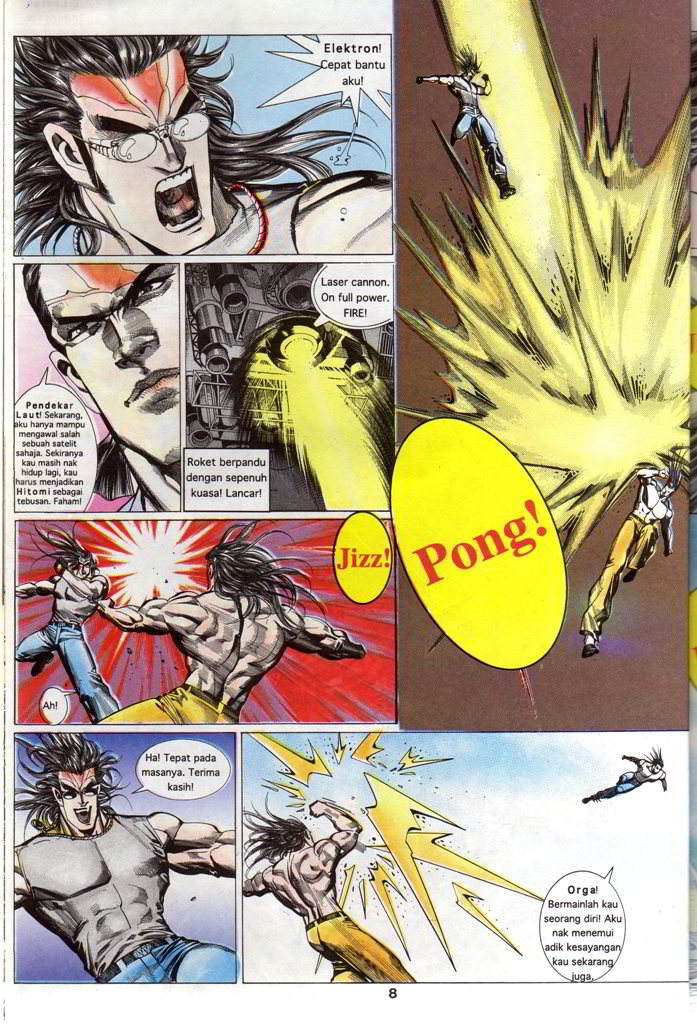 Elektron!
Cepat bantu
aku!
Pendekar
Laut! Sekarang,
aku hanya mampu
mengawal salah
sebuah satelit
sahaja. Sekiranya
kau masih nak
hidup lagi, kau
harus menjadikan
Hitomi sebagai
tebusan. Faham!
Laser cannon.
On full power.
FIRE!
Roket berpandu
dengan sepenuh
kuasa! Lancar!
Pong!
Jizz!
Ah!
Ha! Tepat pada
masanya. Terima
kasih!
Orga!
Bermainlah kau
seorang diri! Aku
nak menemui
adik kesayangan
kau sekarang
juga,
8